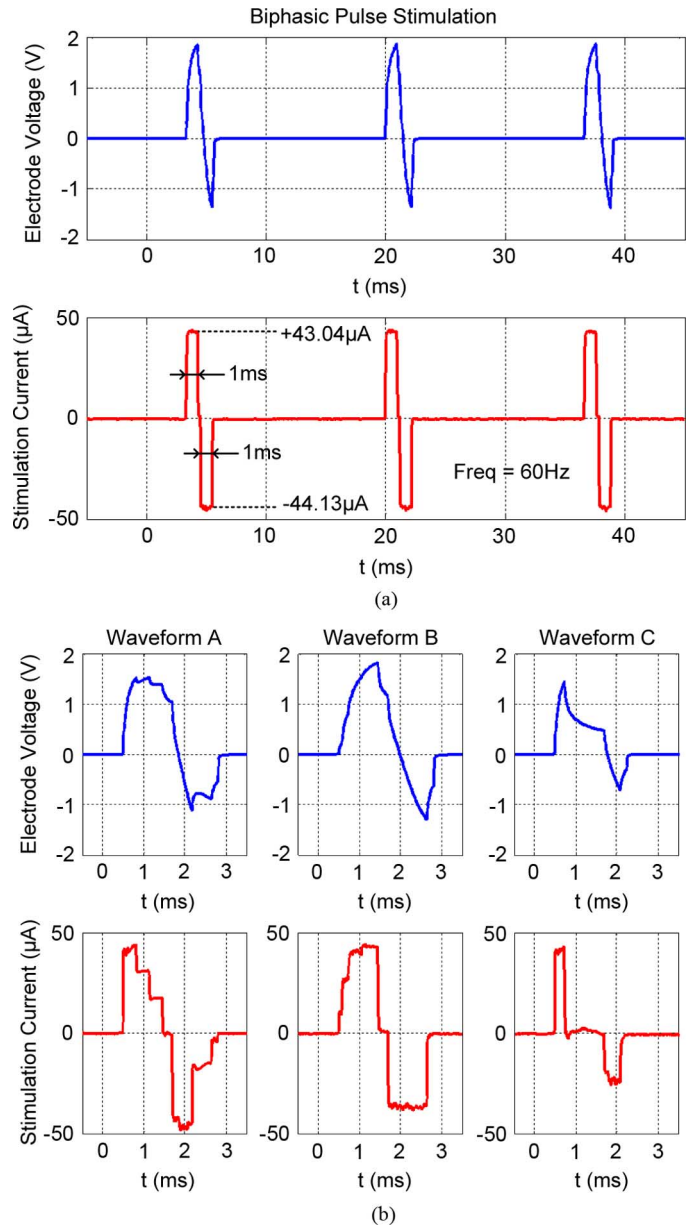 Biphasic Pulse Stimulation
Electrode Voltage (V)
2
1
0
-1
-2
0 10 20 30 40
t (ms)
Stimulation Current (µA)
50
0
-50
+43.04µA
1ms
1ms
-44.13µA
Freq = 60Hz
0 10 20 30 40
t (ms)
(a)
Waveform A Waveform B Waveform C
Electrode Voltage (V)
2 2 2
1 1 1
0 0 0
-1 -1 -1
-2 -2 -2
0 1 2 3 0 1 2 3 0 1 2 3
t (ms) t (ms) t (ms)
Stimulation Current (µA)
50 50 50
0 0 0
-50 -50 -50
0 1 2 3 0 1 2 3 0 1 2 3
t (ms) t (ms) t (ms)
(b)